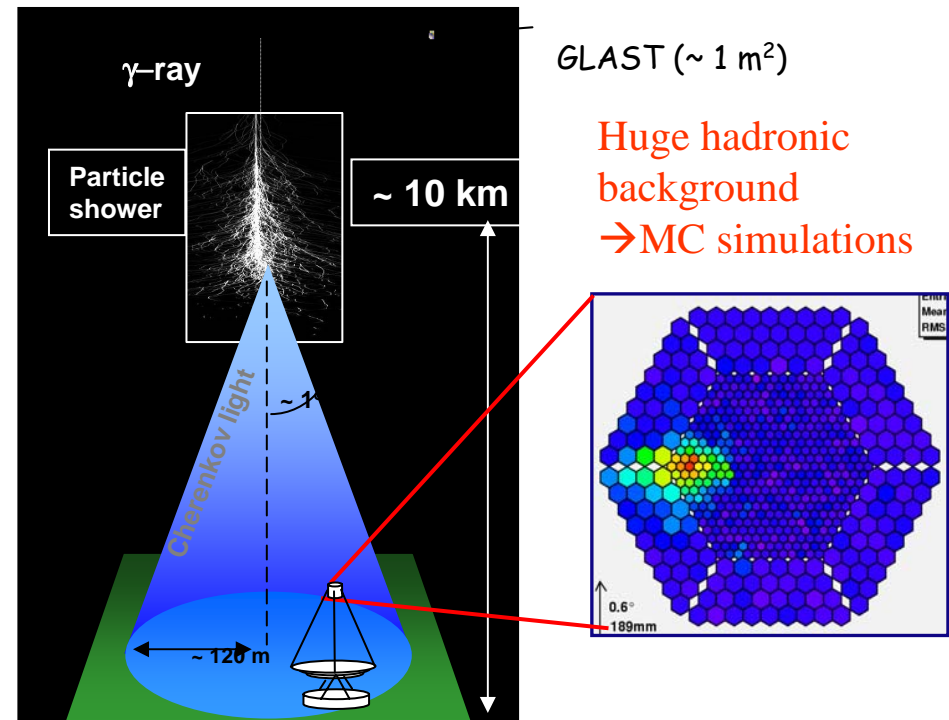 γ–ray
GLAST (~ 1 m²)
Particle
shower
~ 10 km
Huge hadronic
background
→MC simulations
Cherenkov light
~ 1°
~ 120 m
0.6°
189mm